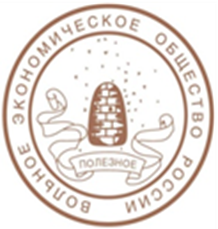 ВОЛЬНОЕ ЭКОНОМИЧЕСКОЕ ОБЩЕСТВО РОССИИ
ПОЛЕЗНОЕ